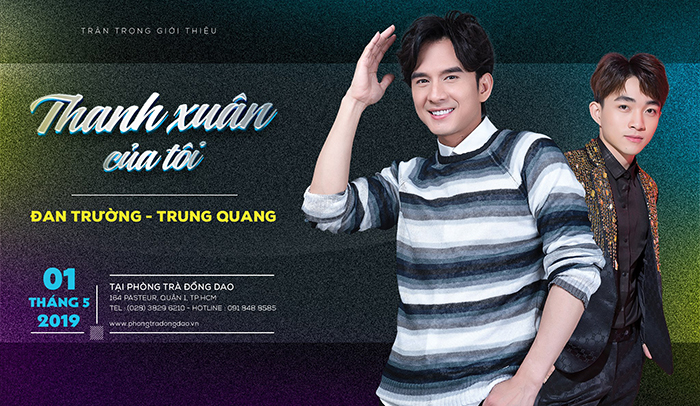 TRÂN TRỌNG GIỚI THIỆU
Thanh xuân
của tôi
ĐAN TRƯỜNG - TRUNG QUANG
01
THÁNG 5
2019
TẠI PHÒNG TRÀ ĐỒNG DAO
164 PASTEUR, QUẬN 1, TP.HCM
TEL : (028) 3829 6210 - HOTLINE : 091 848 8585
www.phongtradongdao.vn